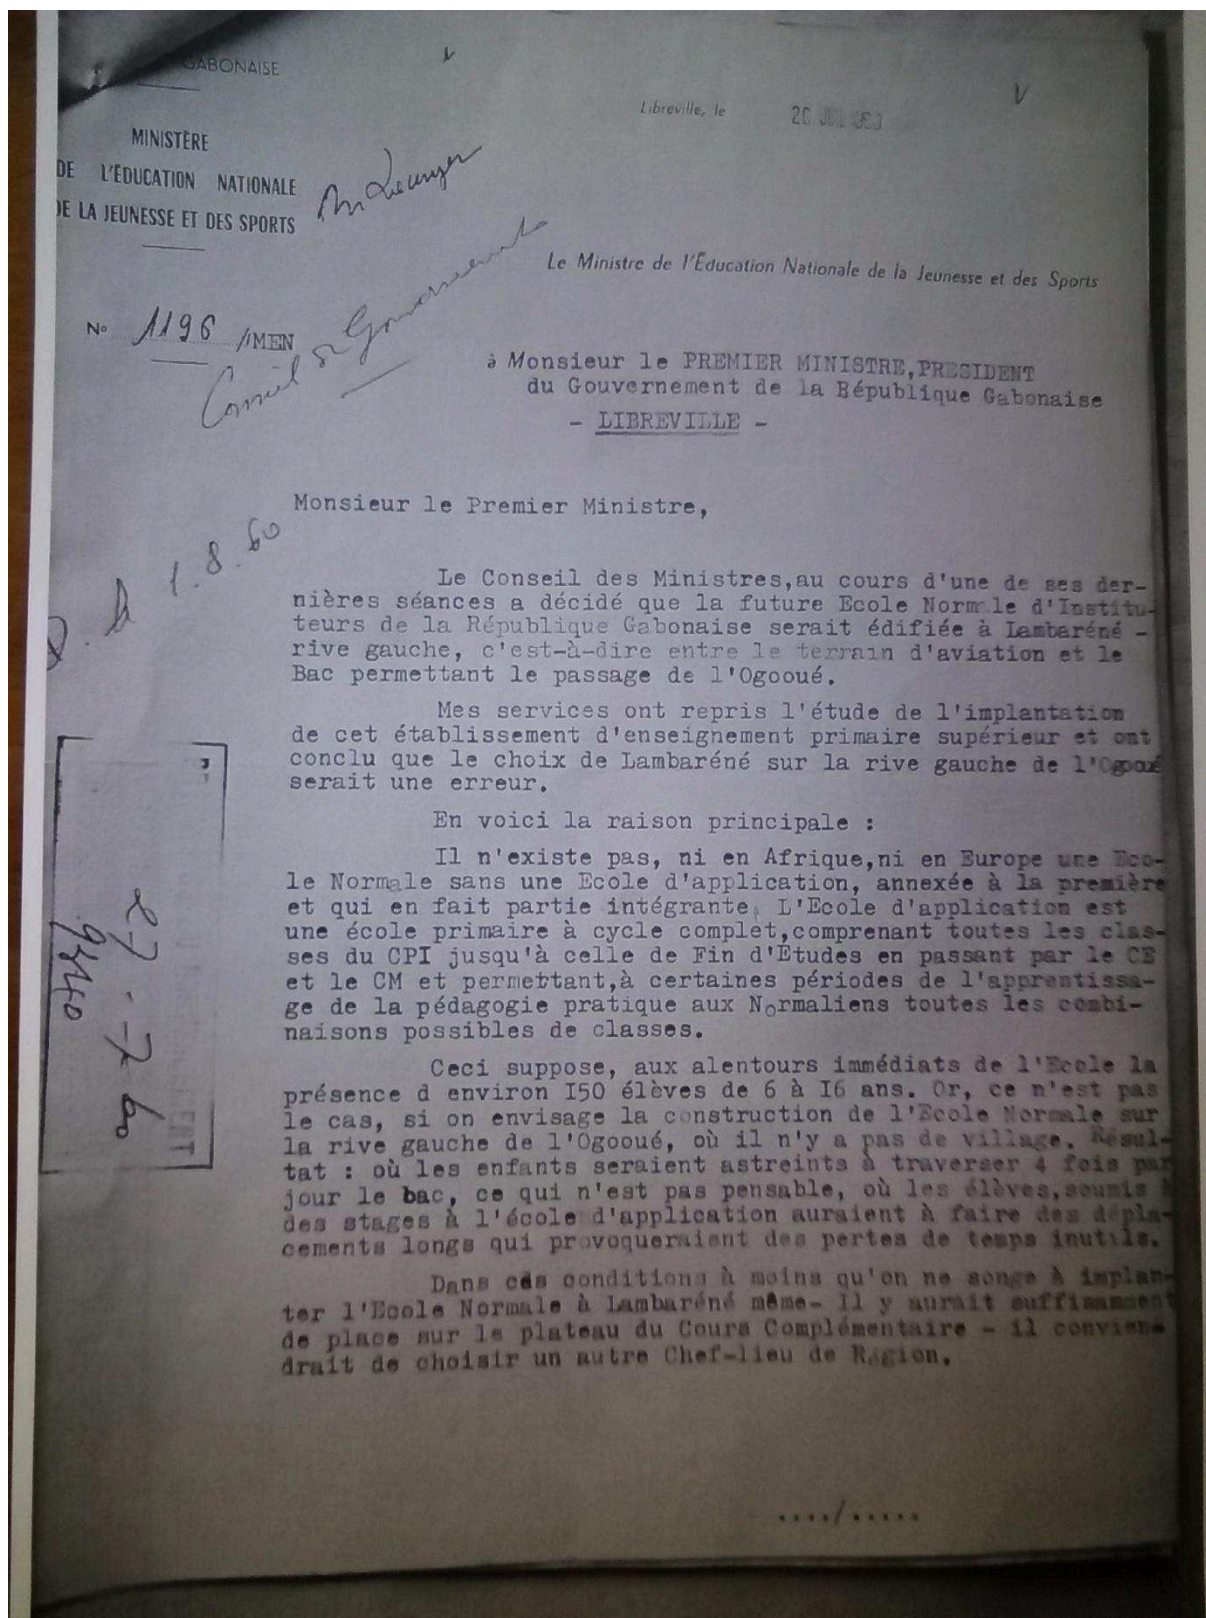 GABONAISE
Libreville, le
MINISTÈRE
DE L'ÉDUCATION NATIONALE
DE LA JEUNESSE ET DES SPORTS
Le Ministre de l'Éducation Nationale de la Jeunesse et des Sports
N° 1196 /MEN
Conseil de Gouvernement
à Monsieur le PREMIER MINISTRE,PRESIDENT
du Gouvernement de la République Gabonaise
- LIBREVILLE -
Monsieur le Premier Ministre,
1.8.60
Le Conseil des Ministres,au cours d'une de ses der-
nières séances a décidé que la future Ecole Normale d'Institu-
teurs de la République Gabonaise serait édifiée à Lambaréné -
rive gauche, c'est-à-dire entre le terrain d'aviation et le
Bac permettant le passage de l'Ogooué.
Mes services ont repris l'étude de l'implantation
de cet établissement d'enseignement primaire supérieur et ont
conclu que le choix de Lambaréné sur la rive gauche de l'Ogooué
serait une erreur.
En voici la raison principale :
Il n'existe pas, ni en Afrique,ni en Europe une Eco-
le Normale sans une Ecole d'application, annexée à la première
et qui en fait partie intégrante. L'Ecole d'application est
une école primaire à cycle complet,comprenant toutes les clas-
ses du CPI jusqu'à celle de Fin d'Etudes en passant par le CE
et le CM et permettant,à certaines périodes de l'apprentissa-
ge de la pédagogie pratique aux Normaliens toutes les combi-
naisons possibles de classes.
Ceci suppose, aux alentours immédiats de l'Ecole la
présence d environ I50 élèves de 6 à I6 ans. Or, ce n'est pas
le cas, si on envisage la construction de l'Ecole Normale sur
la rive gauche de l'Ogooué, où il n'y a pas de village. Résul-
tat : où les enfants seraient astreints à traverser 4 fois par
jour le bac, ce qui n'est pas pensable, où les élèves,soumis à
des stages à l'école d'application auraient à faire des dépla-
cements longs qui provoqueraient des pertes de temps inutils.
Dans ces conditions à moins qu'on ne songe à implan-
ter l'Ecole Normale à Lambaréné même- Il y aurait suffisamment
de place sur le plateau du Cours Complémentaire - il convien-
drait de choisir un autre Chef-lieu de Région.
27-7 60
..../.....